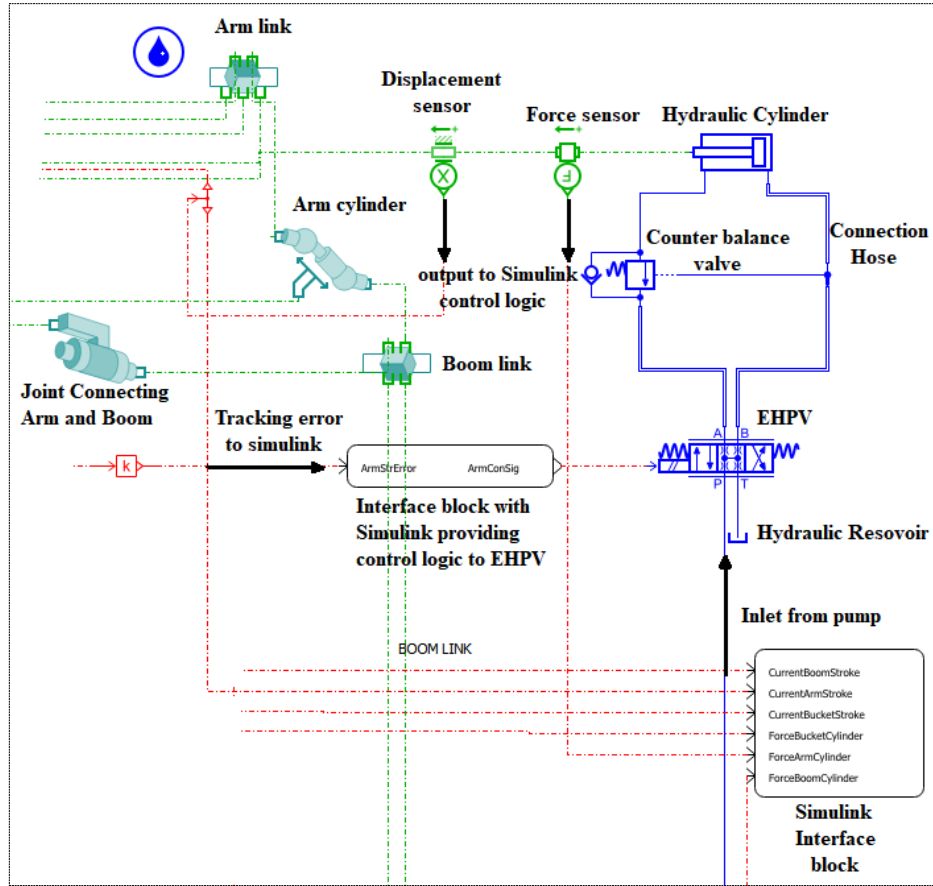 Arm link
Displacement
sensor
Force sensor
Hydraulic Cylinder
X
F
Arm cylinder
Counter balance
valve
Connection
Hose
output to Simulink
control logic
Joint Connecting
Arm and Boom
Boom link
EHPV
A B
P T
Tracking error
to simulink
k
ArmStrError ArmConSig
Interface block with
Simulink providing
control logic to EHPV
Hydraulic Resovoir
Inlet from pump
BOOM LINK
CurrentBoomStroke
CurrentArmStroke
CurrentBucketStroke
ForceBucketCylinder
ForceArmCylinder
ForceBoomCylinder
Simulink
Interface
block